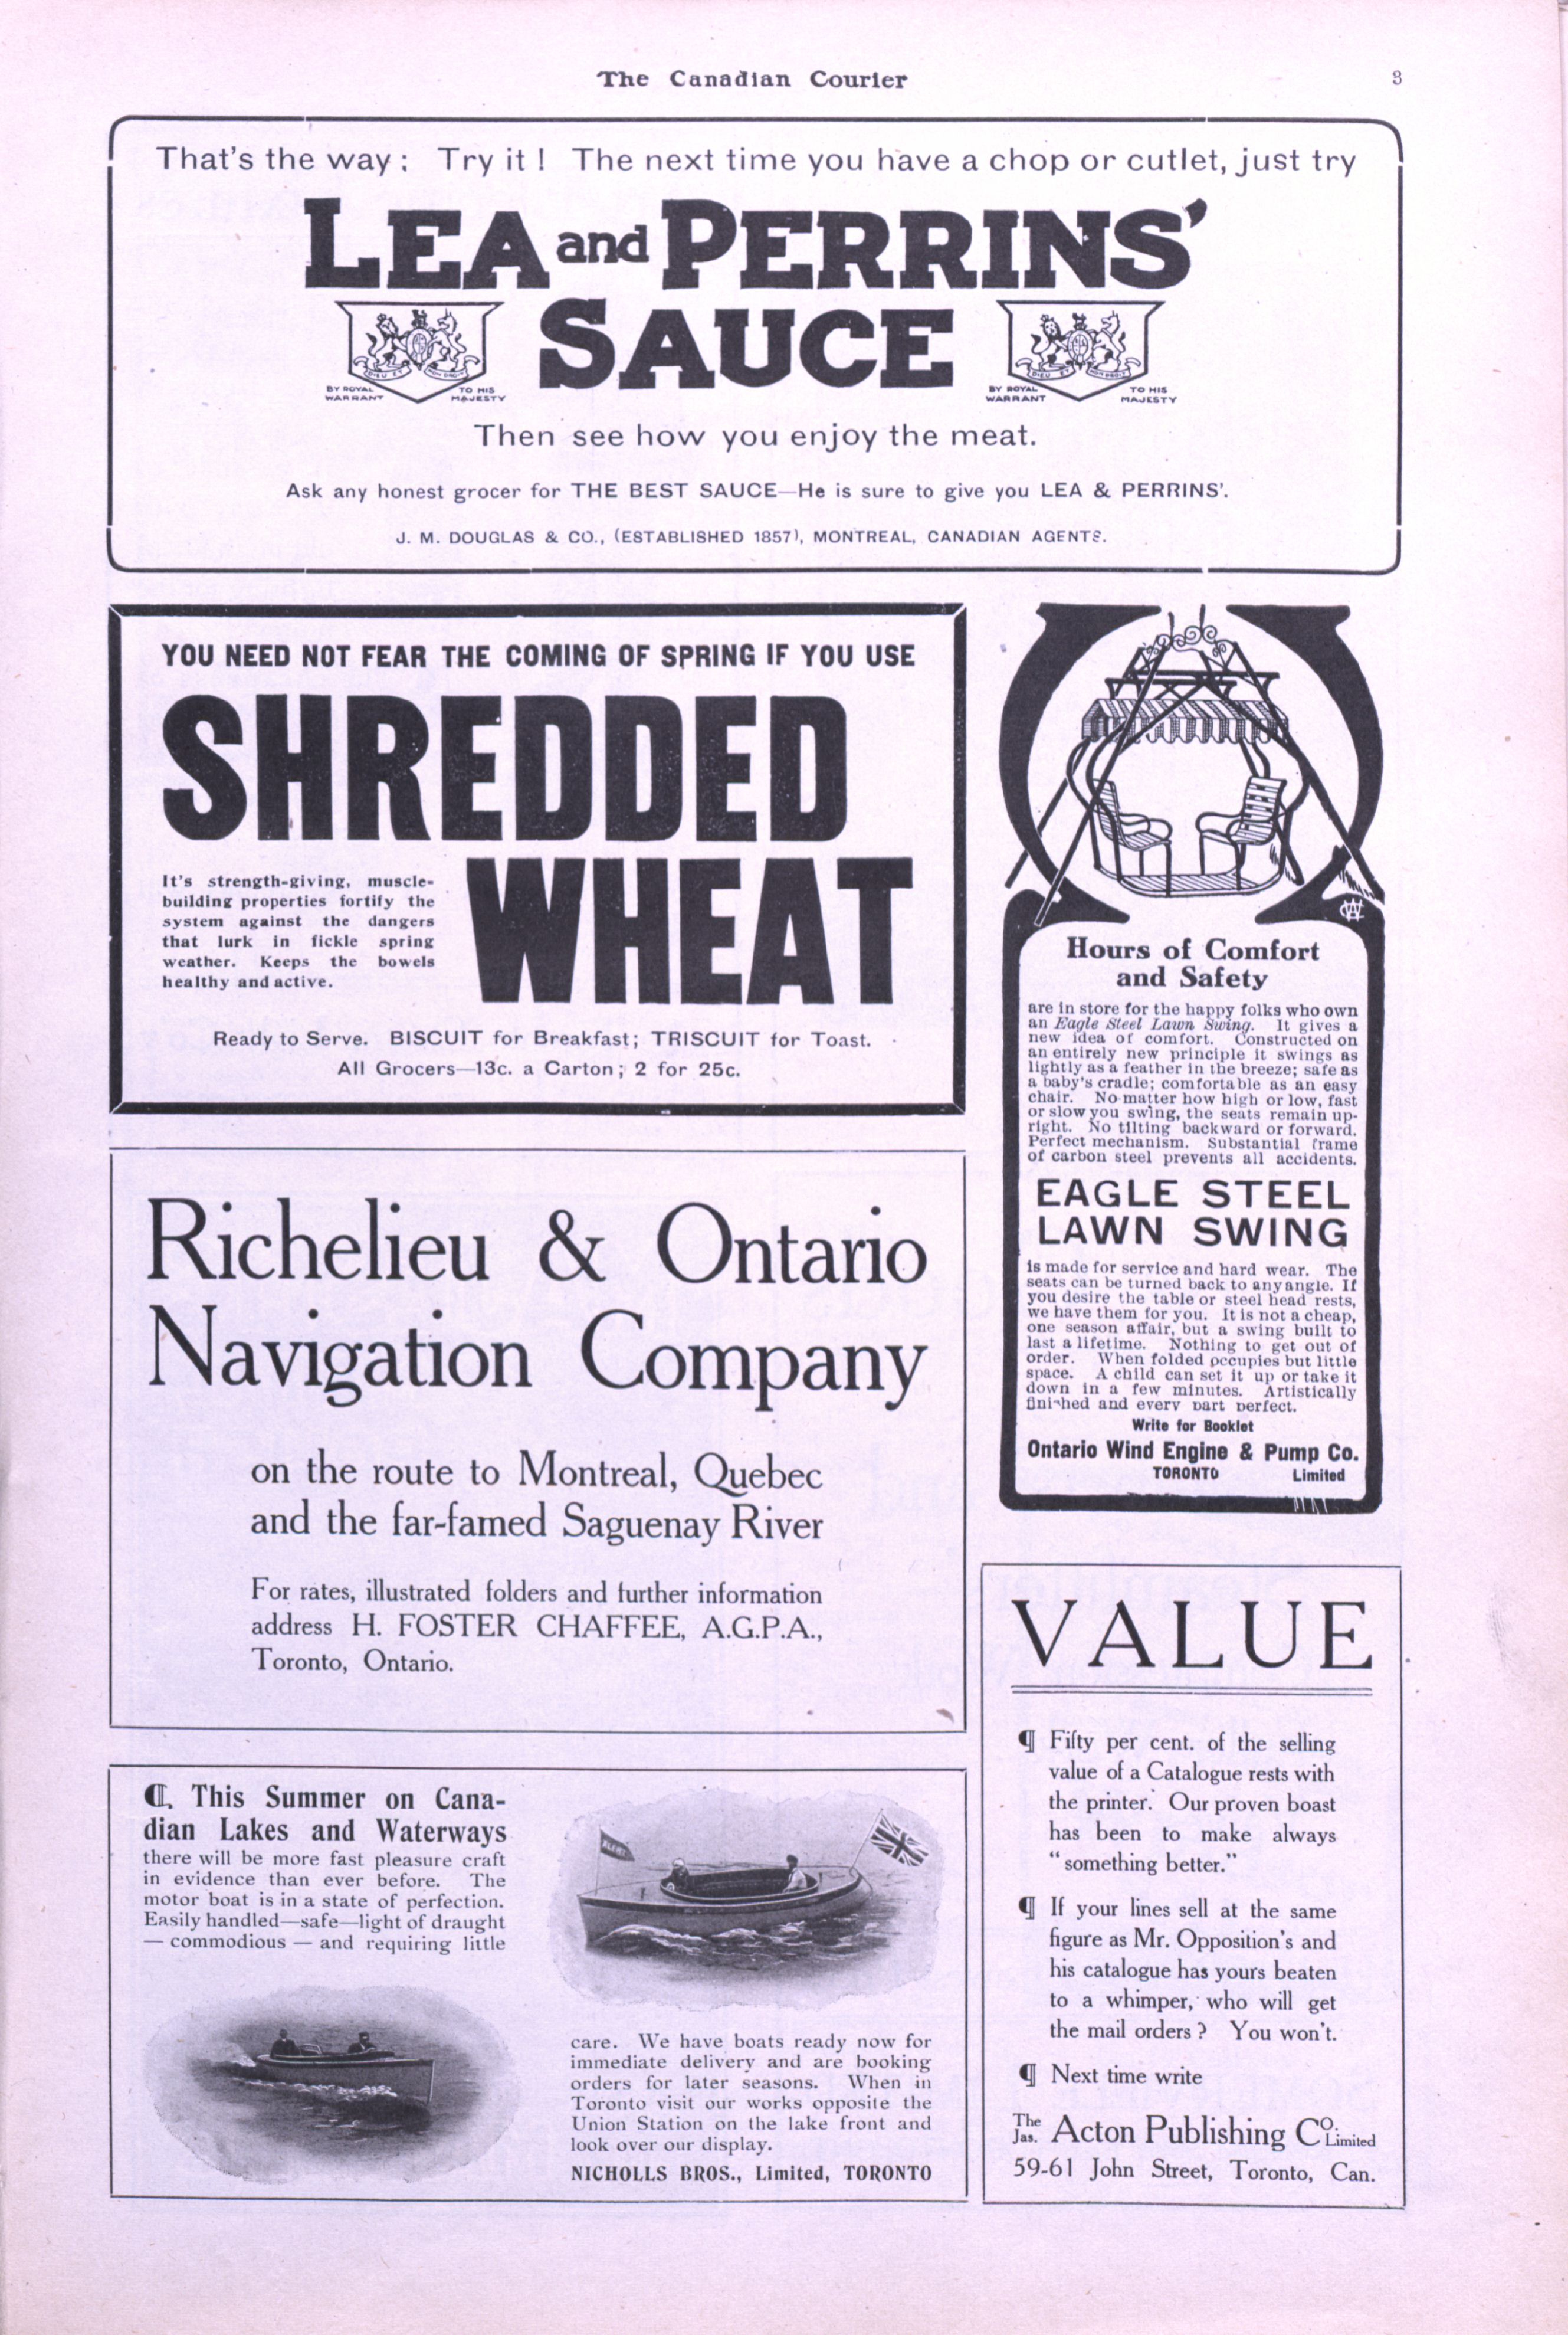 The Canadian Courier
3
That's the way; Try it! The next time you have a chop or cutlet, just try
LEA and PERRINS'
SAUCE
BY ROYAL WARRANT
TO HIS MAJESTY
BY ROYAL WARRANT
TO HIS MAJESTY
Then see how you enjoy the meat.
Ask any honest grocer for THE BEST SAUCE—He is sure to give you LEA & PERRINS'.
J. M. DOUGLAS & CO., (ESTABLISHED 1857), MONTREAL, CANADIAN AGENTS.
YOU NEED NOT FEAR THE COMING OF SPRING IF YOU USE
SHREDDED
WHEAT
It's strength-giving, muscle-
building properties fortify the
system against the dangers
that lurk in fickle spring
weather. Keeps the bowels
healthy and active.
Ready to Serve. BISCUIT for Breakfast; TRISCUIT for Toast.
All Grocers—13c. a Carton; 2 for 25c.
Hours of Comfort
and Safety
are in store for the happy folks who own
an Eagle Steel Lawn Swing. It gives a
new idea of comfort. Constructed on
an entirely new principle it swings as
lightly as a feather in the breeze; safe as
a baby's cradle; comfortable as an easy
chair. No matter how high or low, fast
or slow you swing, the seats remain up-
right. No tilting backward or forward.
Perfect mechanism. Substantial frame
of carbon steel prevents all accidents.
EAGLE STEEL
LAWN SWING
is made for service and hard wear. The
seats can be turned back to any angle. If
you desire the table or steel head rests,
we have them for you. It is not a cheap,
one season affair, but a swing built to
last a lifetime. Nothing to get out of
order. When folded occupies but little
space. A child can set it up or take it
down in a few minutes. Artistically
finished and every part perfect.
Write for Booklet
Ontario Wind Engine & Pump Co.
TORONTO Limited
Richelieu & Ontario
Navigation Company
on the route to Montreal, Quebec
and the far-famed Saguenay River
For rates, illustrated folders and further information
address H. FOSTER CHAFFEE, A.G.P.A.,
Toronto, Ontario.
¶ This Summer on Cana-
dian Lakes and Waterways
there will be more fast pleasure craft
in evidence than ever before. The
motor boat is in a state of perfection.
Easily handled—safe—light of draught
— commodious — and requiring little
care. We have boats ready now for
immediate delivery and are booking
orders for later seasons. When in
Toronto visit our works opposite the
Union Station on the lake front and
look over our display.
NICHOLLS BROS., Limited, TORONTO
VALUE
¶ Fifty per cent. of the selling
value of a Catalogue rests with
the printer. Our proven boast
has been to make always
"something better."
¶ If your lines sell at the same
figure as Mr. Opposition's and
his catalogue has yours beaten
to a whimper, who will get
the mail orders? You won't.
¶ Next time write
The Jas. Acton Publishing Co. Limited
59-61 John Street, Toronto, Can.